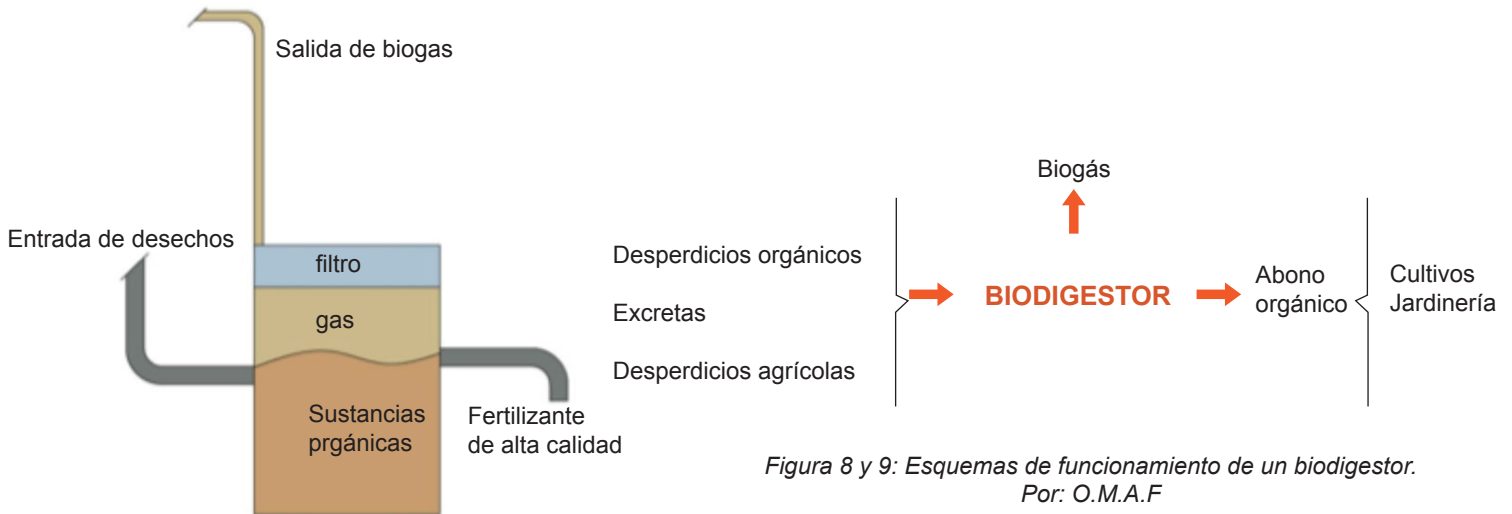 Salida de biogas
Entrada de desechos
filtro
gas
Sustancias
prgánicas
Fertilizante
de alta calidad
Biogás
Desperdicios orgánicos
Excretas
Desperdicios agrícolas
BIODIGESTOR
Abono
orgánico
Cultivos
Jardinería
Figura 8 y 9: Esquemas de funcionamiento de un biodigestor.
Por: O.M.A.F